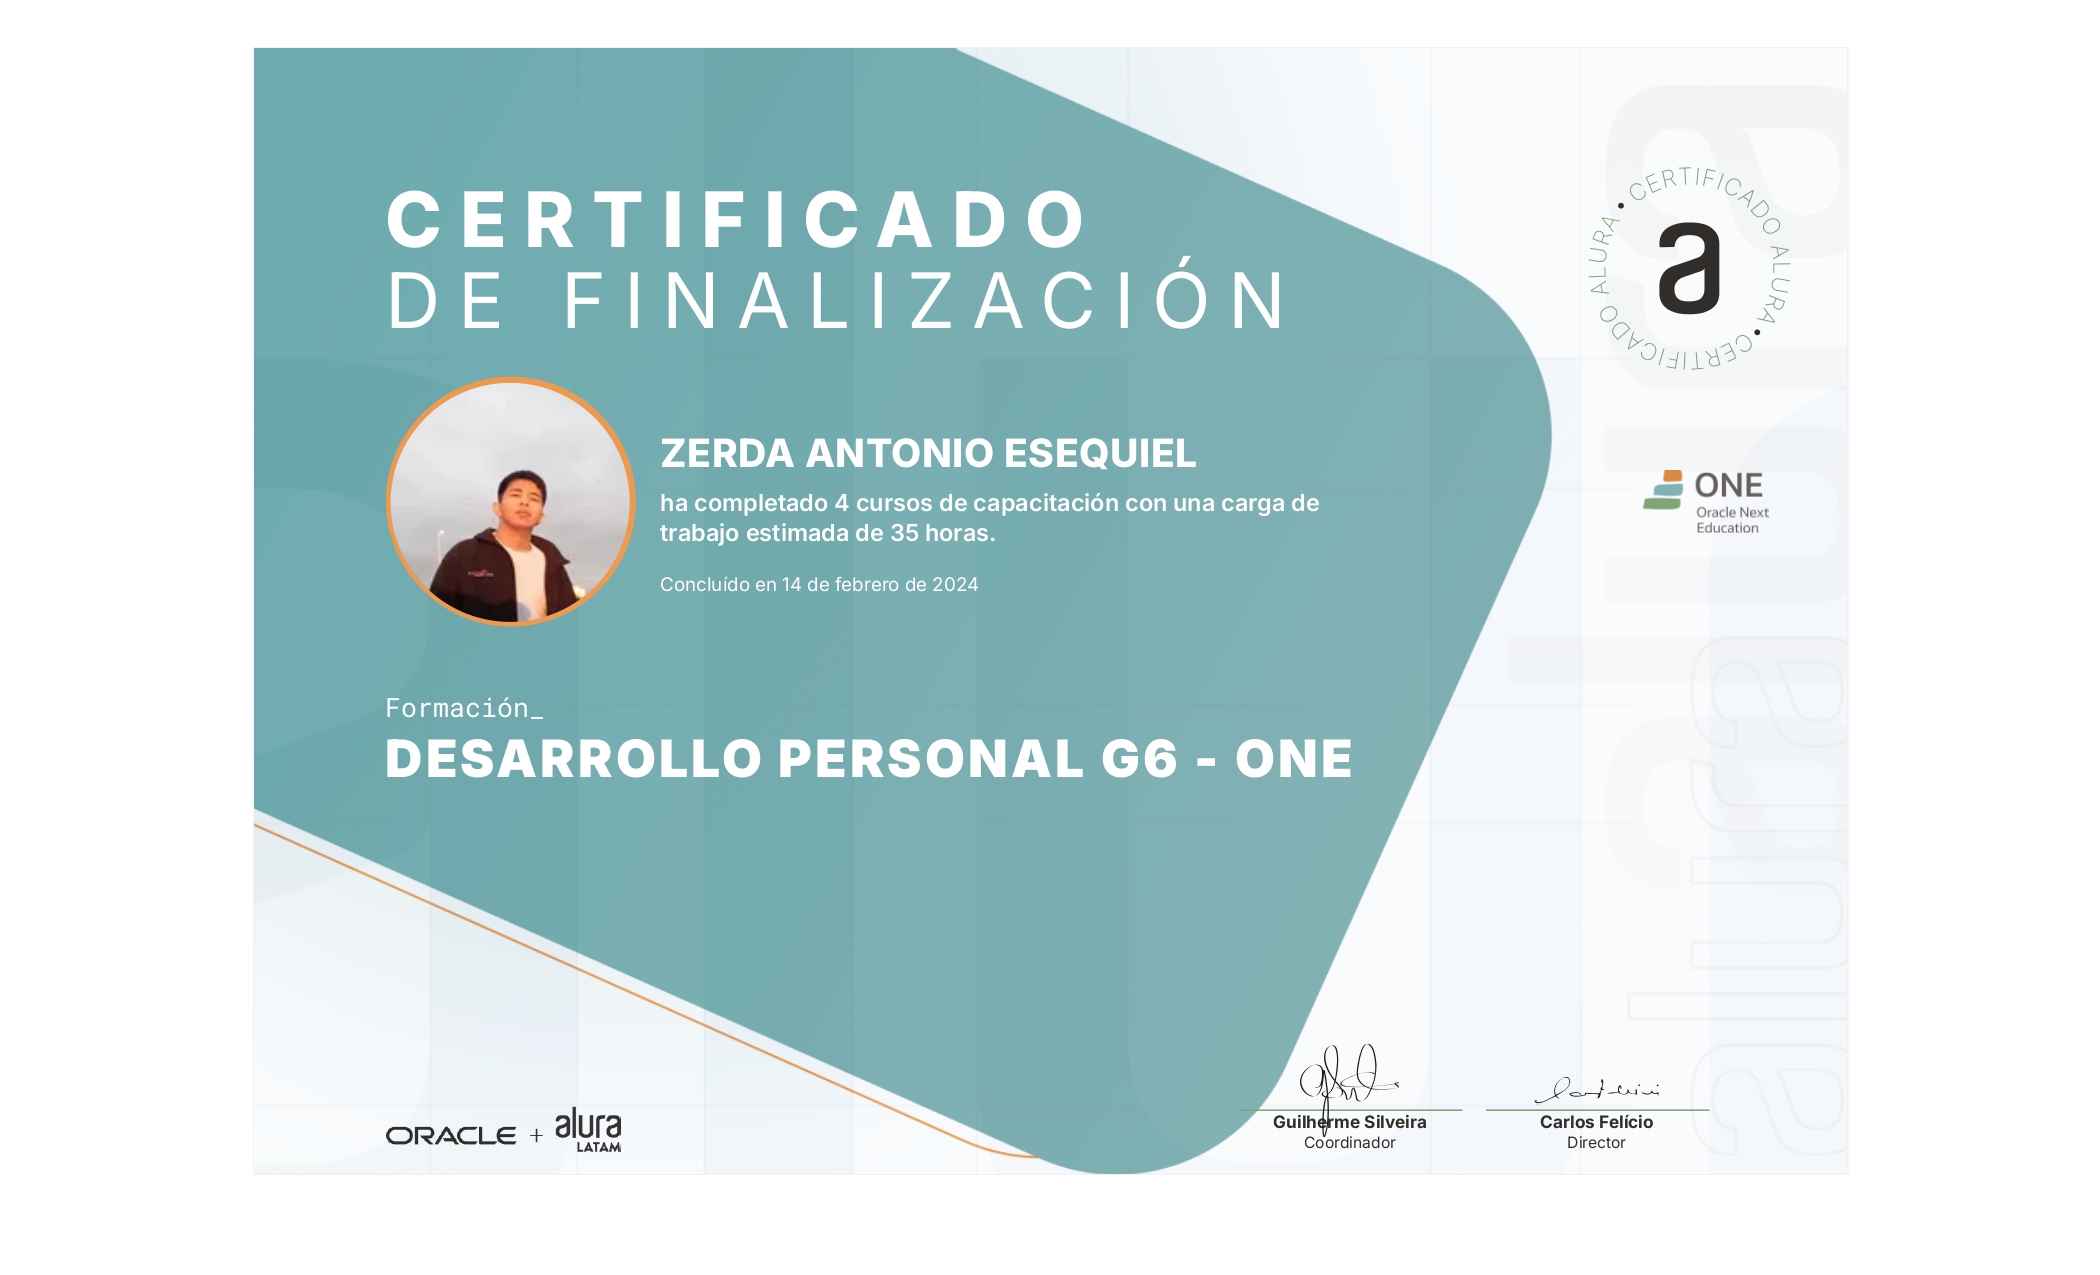 CERTIFICADO
DE FINALIZACIÓN
CERTIFICADO ALURA • CERTIFICADO ALURA •
a
ZERDA ANTONIO ESEQUIEL
ha completado 4 cursos de capacitación con una carga de
trabajo estimada de 35 horas.
Concluído en 14 de febrero de 2024
ONE
Oracle Next
Education
Formación_
DESARROLLO PERSONAL G6 - ONE
alura
alura
ORACLE + alura
LATAM
Guilherme Silveira
Coordinador
Carlos Felício
Director